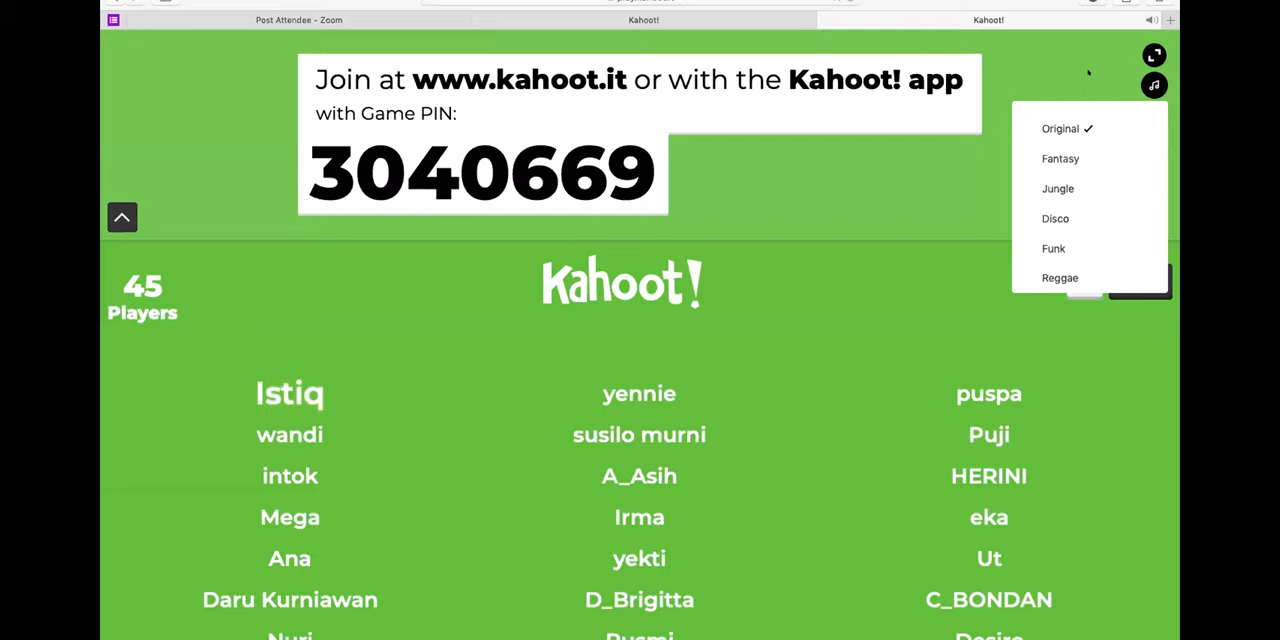 Post Attendee - Zoom
Kahoot!
Kahoot!
Join at www.kahoot.it or with the Kahoot! app
with Game PIN:
3040669
Original
Fantasy
Jungle
Disco
Funk
Reggae
45
Players
Kahoot!
Istiq
yennie
puspa
wandi
susilo murni
Puji
intok
A_Asih
HERINI
Mega
Irma
eka
Ana
yekti
Ut
Daru Kurniawan
D_Brigitta
C_BONDAN